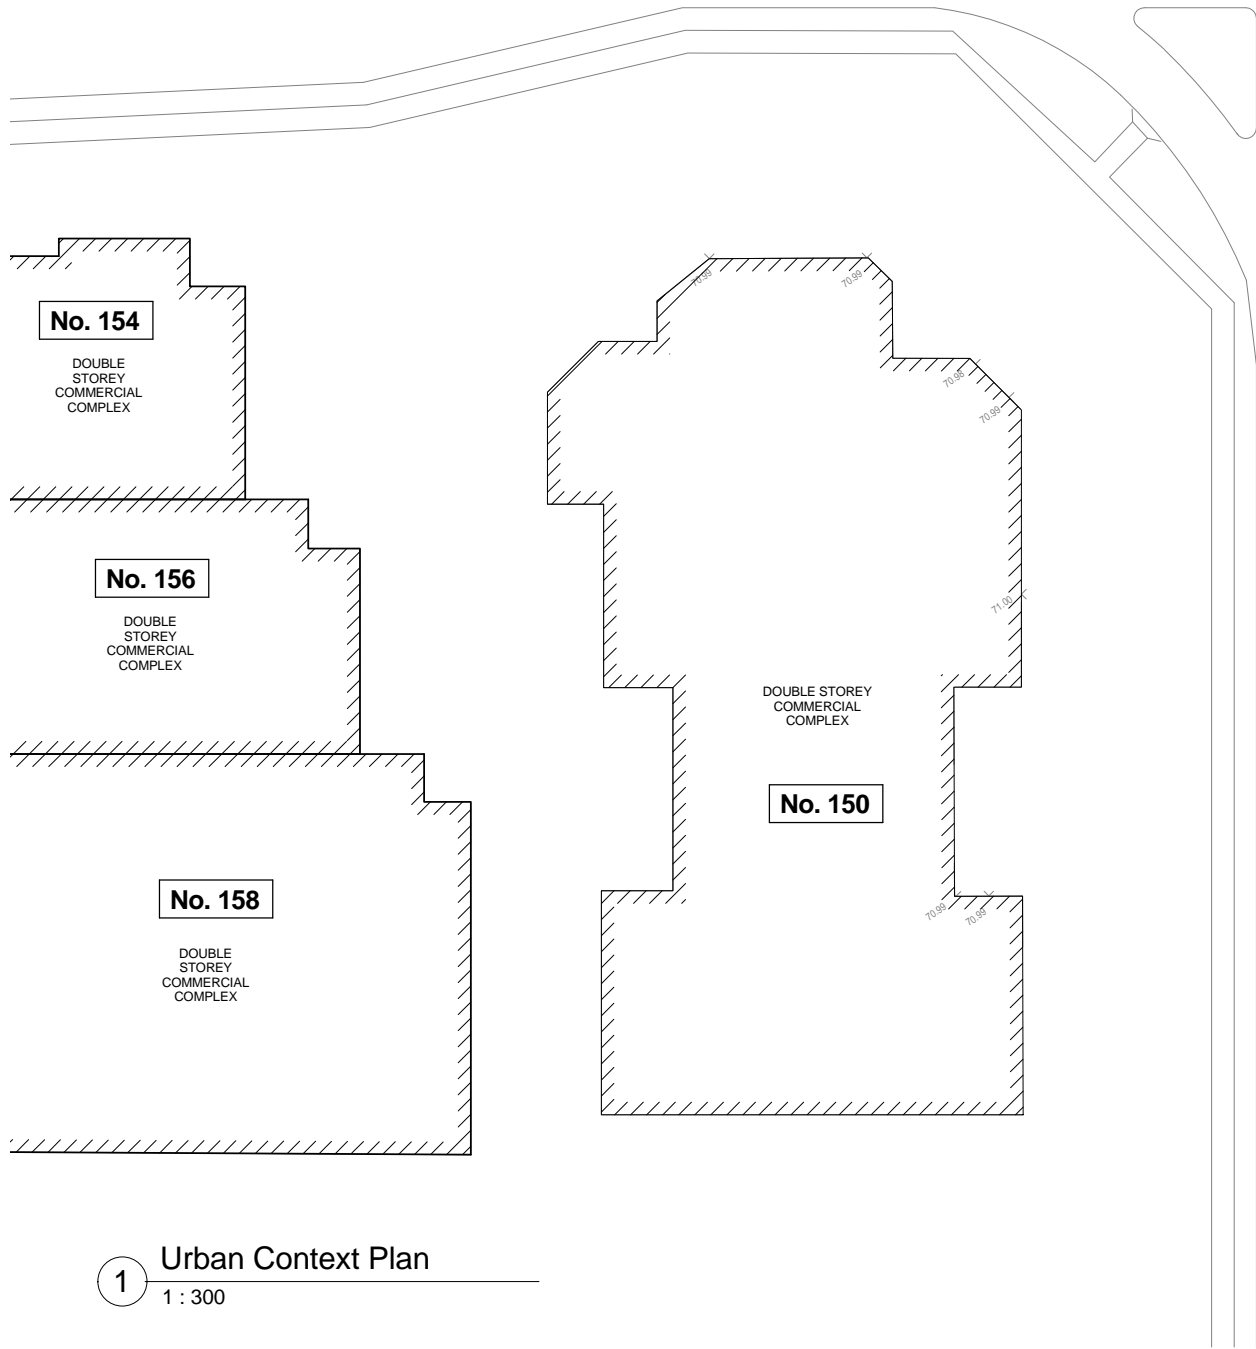 70.99
70.99
No. 154
DOUBLE
STOREY
COMMERCIAL
COMPLEX
70.98
70.99
No. 156
DOUBLE
STOREY
COMMERCIAL
COMPLEX
71.00
DOUBLE STOREY
COMMERCIAL
COMPLEX
No. 150
No. 158
70.99
70.99
DOUBLE
STOREY
COMMERCIAL
COMPLEX
1
Urban Context Plan
1 : 300